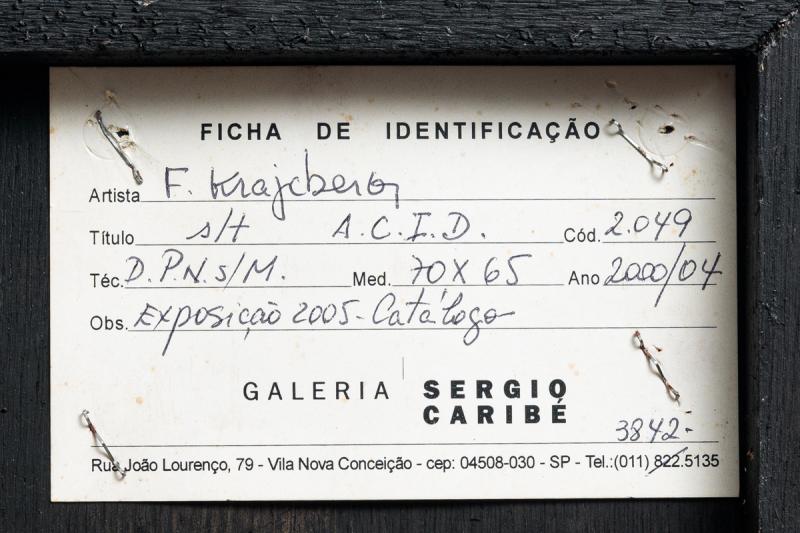 FICHA DE IDENTIFICAÇÃO
Artista F. Krajcberg
Título s/t A.C.I.D. Cód. 2.049
Téc. D.P.N.s/M. Med. 70X65 Ano 2000/04
Obs. Exposição 2005 - Catálogo
GALERIA SERGIO
CARIBÉ
3842-
Rua João Lourenço, 79 - Vila Nova Conceição - cep: 04508-030 - SP - Tel.:(011) 822.5135